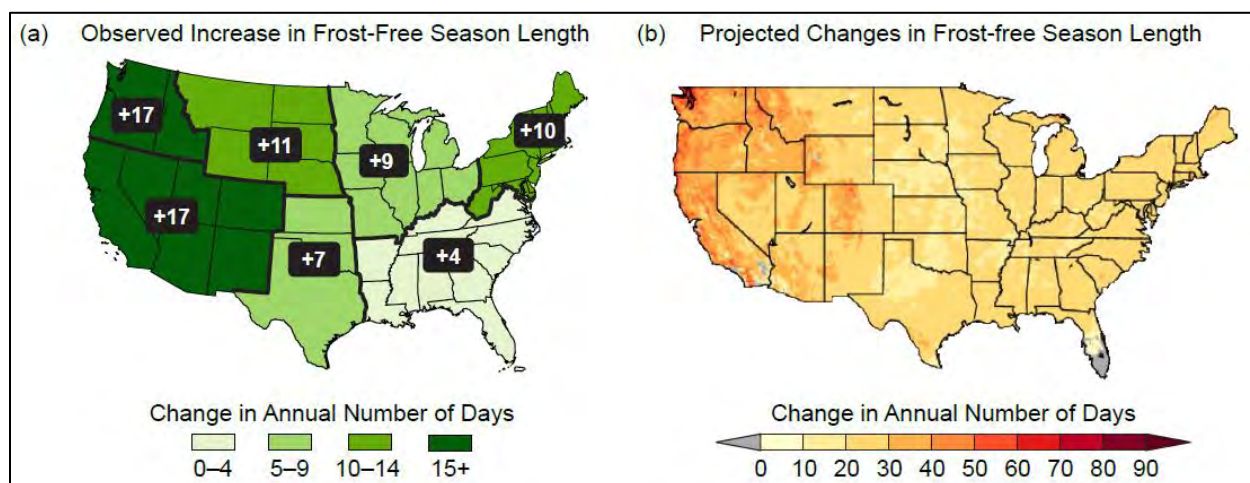 (a) Observed Increase in Frost-Free Season Length
+17
+11
+9
+10
+17
+7
+4
Change in Annual Number of Days
0–4 5–9 10–14 15+
(b) Projected Changes in Frost-free Season Length
Change in Annual Number of Days
0 10 20 30 40 50 60 70 80 90